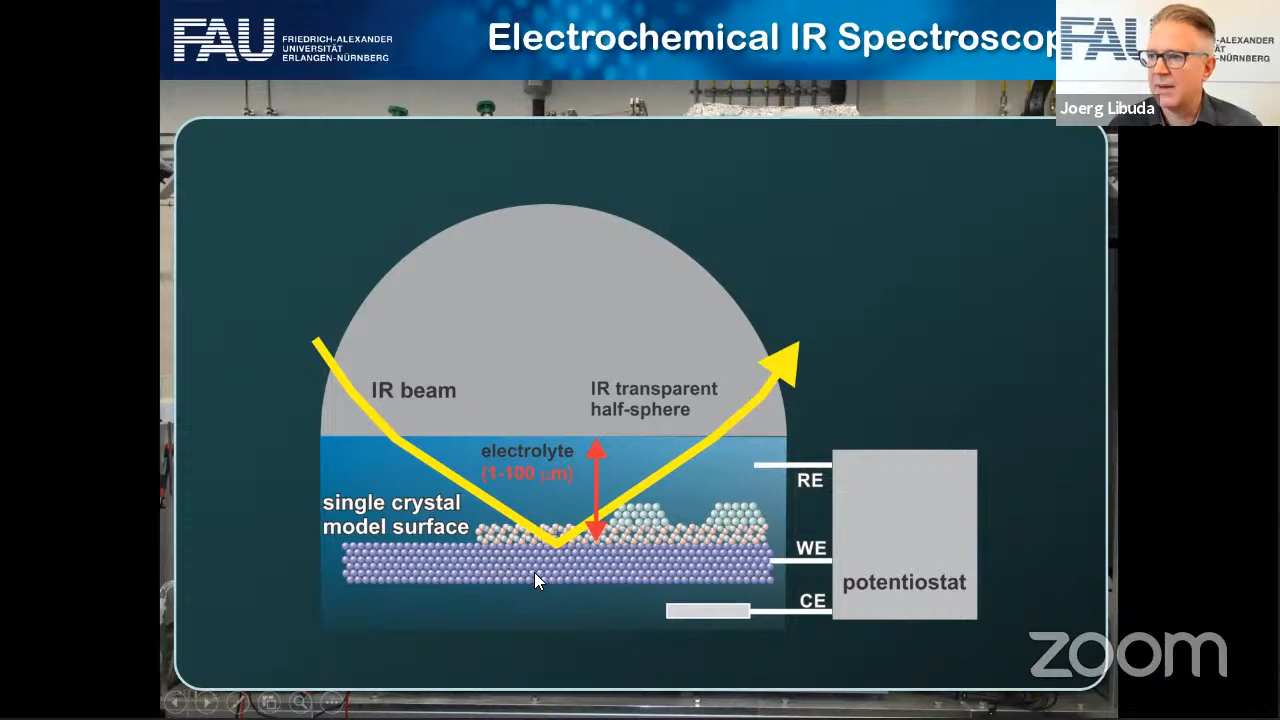 FAU
FRIEDRICH-ALEXANDER
UNIVERSITÄT
ERLANGEN-NÜRNBERG
Electrochemical IR Spectroscop
FAU
-ALEXANDER
TÄT
-NÜRNBERG
Joerg Libuda
IR beam
IR transparent
half-sphere
electrolyte
(1-100 µm)
single crystal
model surface
RE
WE
CE
potentiostat
zoom